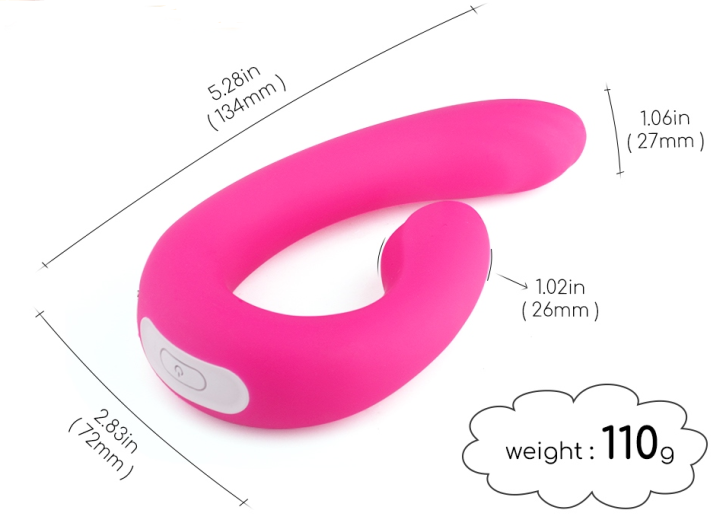 5.28in
(134mm)
1.06in
(27mm)
1.02in
(26mm)
2.83in
(72mm)
weight : 110g